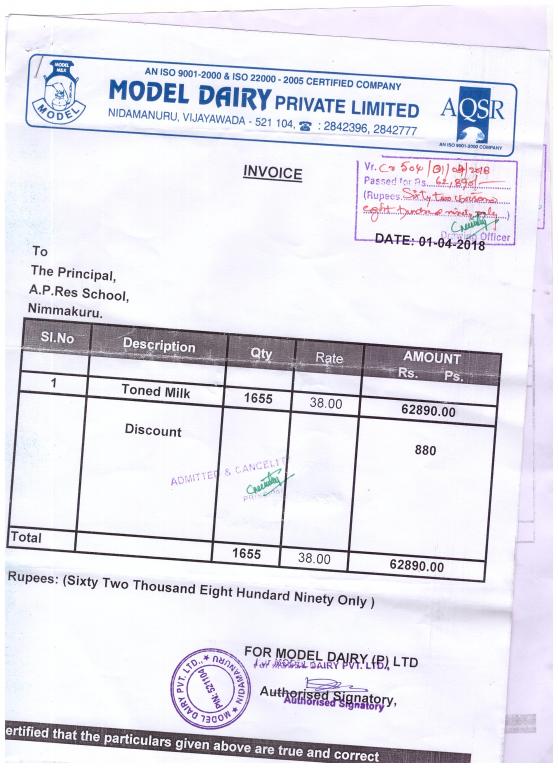 MODEL MILK
MODEL
AN ISO 9001-2000 & ISO 22000 - 2005 CERTIFIED COMPANY
MODEL DAIRY PRIVATE LIMITED
NIDAMANURU, VIJAYAWADA - 521 104, ☎ : 2842396, 2842777
AQSR
AN ISO 9001-2000 COMPANY
INVOICE
Vr. C= 504/01/04/2018
Passed for Rs. 62,890/-
(Rupees Sixty two thousand
eight hundred ninety only)
Drawing Officer
DATE: 01-04-2018
To
The Principal,
A.P.Res School,
Nimmakuru.
Sl.No Description Qty Rate AMOUNT
Rs. Ps.
1 Toned Milk 1655 38.00 62890.00
Discount 880
ADMITTED & CANCELIT
Total 1655 38.00 62890.00
Rupees: (Sixty Two Thousand Eight Hundard Ninety Only )
FOR MODEL DAIRY (P) LTD
For MODEL DAIRY PVT. LTD.,
Authorised Signatory,
Authorised Signatory
MODEL DAIRY PVT. LTD., ★ NIDAMANURU ★
PIN: 521104
ertified that the particulars given above are true and correct